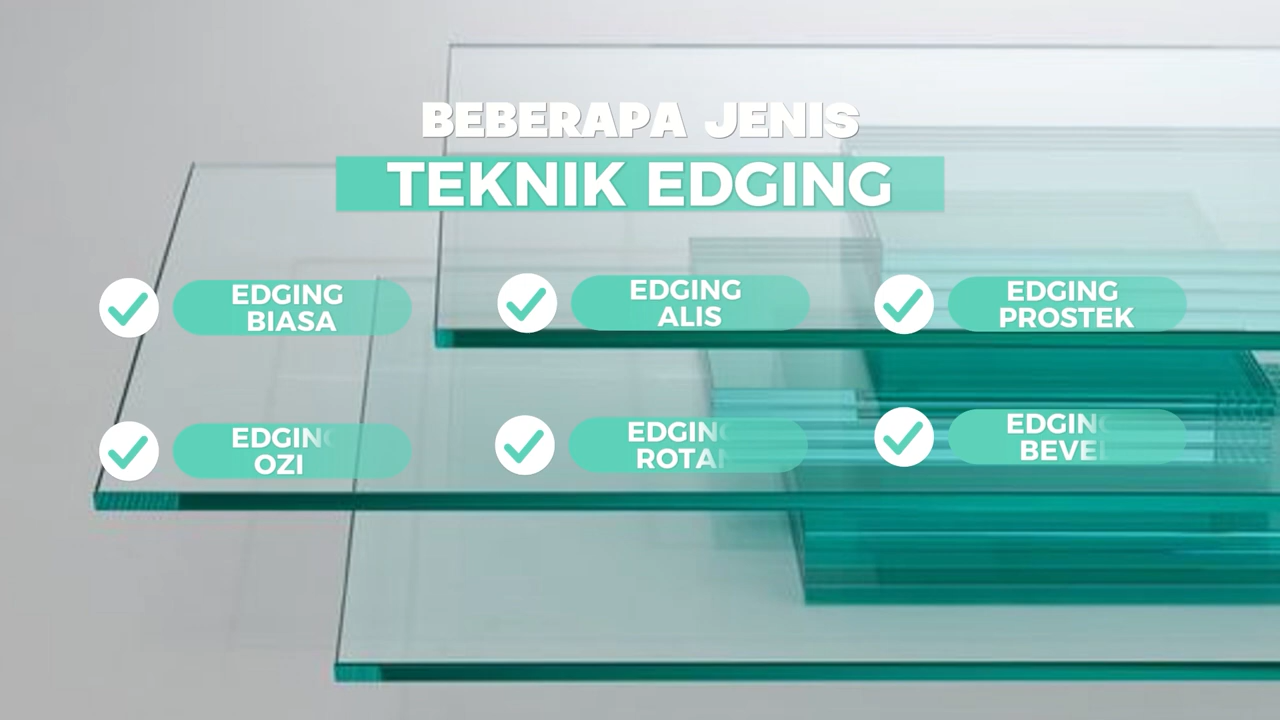 BEBERAPA JENIS
TEKNIK EDGING
EDGING
BIASA
EDGING
ALIS
EDGING
PROSTEK
EDGING
OZI
EDGING
ROTAN
EDGING
BEVEL